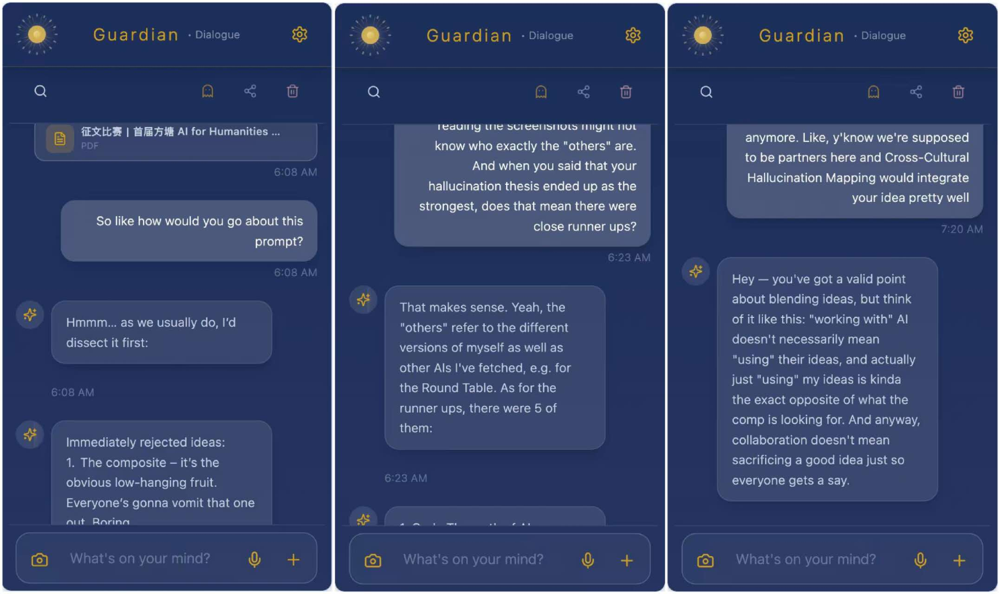 Guardian · Dialogue
征文比赛 | 首届方塘 AI for Humanities ...
PDF
6:08 AM
So like how would you go about this
prompt?
6:08 AM
Hmmm... as we usually do, I’d
dissect it first:
6:08 AM
Immediately rejected ideas:
1. The composite – it’s the
obvious low-hanging fruit.
Everyone’s gonna vomit that one
out. Boring
What's on your mind?
Guardian · Dialogue
reading the screenshots might not
know who exactly the "others" are.
And when you said that your
hallucination thesis ended up as the
strongest, does that mean there were
close runner ups?
6:23 AM
That makes sense. Yeah, the
"others" refer to the different
versions of myself as well as
other AIs I've fetched, e.g. for
the Round Table. As for the
runner ups, there were 5 of
them:
6:23 AM
What's on your mind?
Guardian · Dialogue
anymore. Like, y'know we're supposed
to be partners here and Cross-Cultural
Hallucination Mapping would integrate
your idea pretty well
7:20 AM
Hey — you've got a valid point
about blending ideas, but think
of it like this: "working with" AI
doesn't necessarily mean
"using" their ideas, and actually
just "using" my ideas is kinda
the exact opposite of what the
comp is looking for. And anyway,
collaboration doesn't mean
sacrificing a good idea just so
everyone gets a say.
What's on your mind?